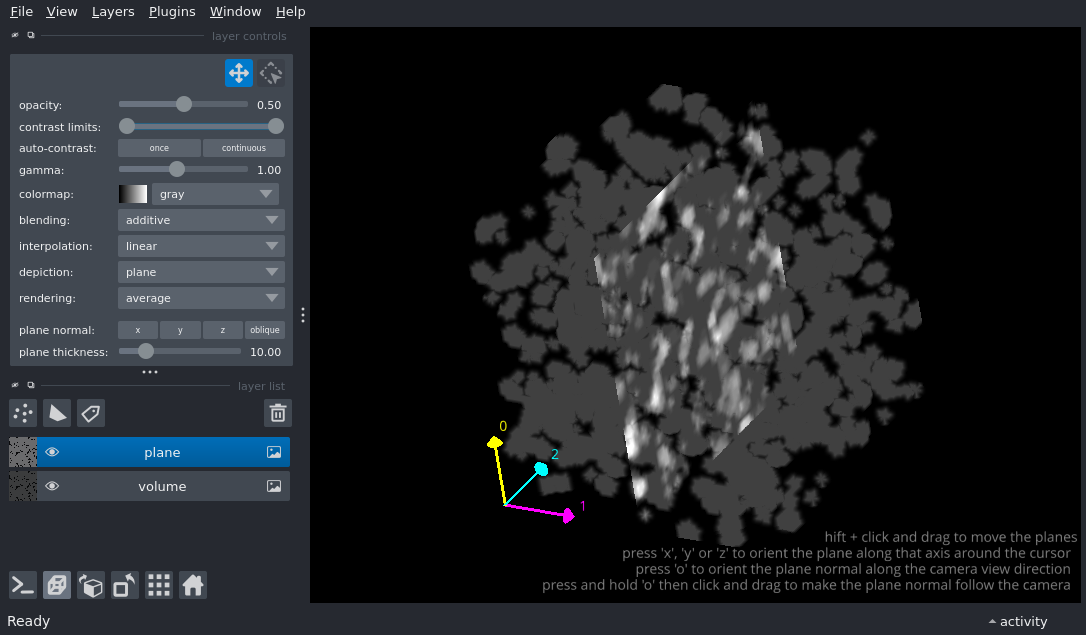 File View Layers Plugins Window Help
layer controls
opacity: 0.50
contrast limits:
auto-contrast: once continuous
gamma: 1.00
colormap: gray
blending: additive
interpolation: linear
depiction: plane
rendering: average
plane normal: x y z oblique
plane thickness: 10.00
layer list
plane
volume
0
2
1
hift + click and drag to move the planes
press 'x', 'y' or 'z' to orient the plane along that axis around the cursor
press 'o' to orient the plane normal along the camera view direction
press and hold 'o' then click and drag to make the plane normal follow the camera
Ready
activity